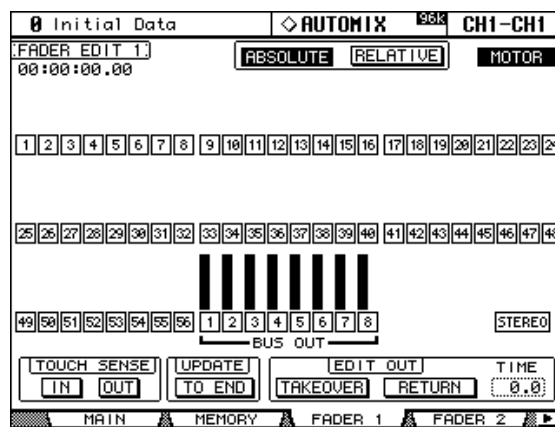 0 Initial Data ◇AUTOMIX 96k CH1-CH1
FADER EDIT 1 ABSOLUTE RELATIVE MOTOR
00:00:00.00
1 2 3 4 5 6 7 8 9 10 11 12 13 14 15 16 17 18 19 20 21 22 23 24
25 26 27 28 29 30 31 32 33 34 35 36 37 38 39 40 41 42 43 44 45 46 47 48
49 50 51 52 53 54 55 56 1 2 3 4 5 6 7 8 STEREO
BUS OUT
TOUCH SENSE UPDATE EDIT OUT TIME
IN OUT TO END TAKEOVER RETURN 0.0
MAIN MEMORY FADER 1 FADER 2